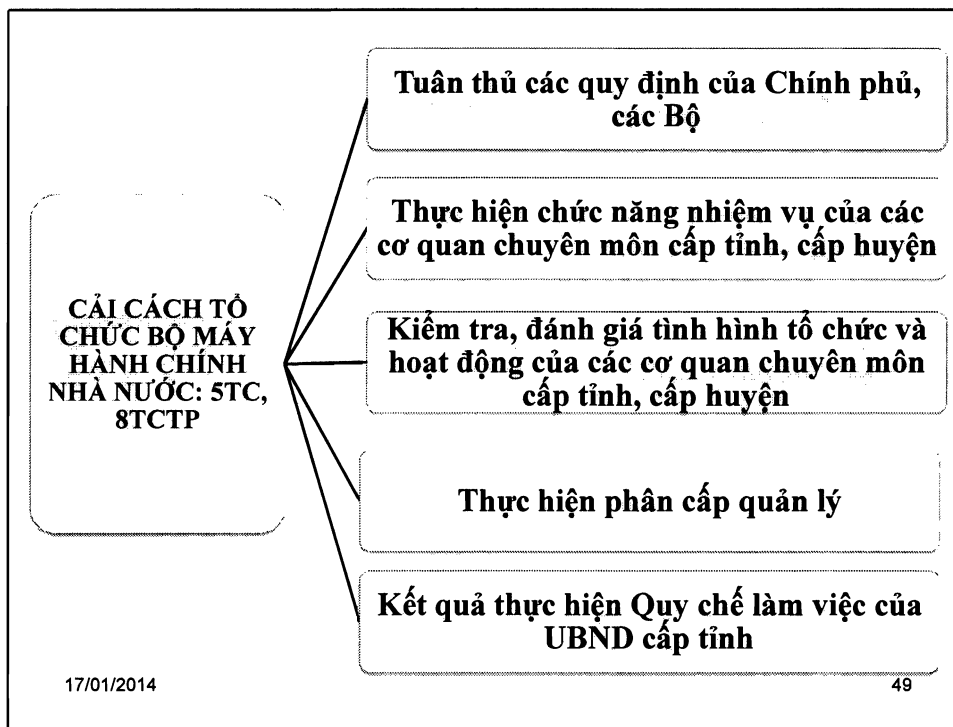 CẢI CÁCH TỔ
CHỨC BỘ MÁY
HÀNH CHÍNH
NHÀ NƯỚC: 5TC,
8TCTP
Tuân thủ các quy định của Chính phủ,
các Bộ
Thực hiện chức năng nhiệm vụ của các
cơ quan chuyên môn cấp tỉnh, cấp huyện
Kiểm tra, đánh giá tình hình tổ chức và
hoạt động của các cơ quan chuyên môn
cấp tỉnh, cấp huyện
Thực hiện phân cấp quản lý
Kết quả thực hiện Quy chế làm việc của
UBND cấp tỉnh
17/01/2014
49